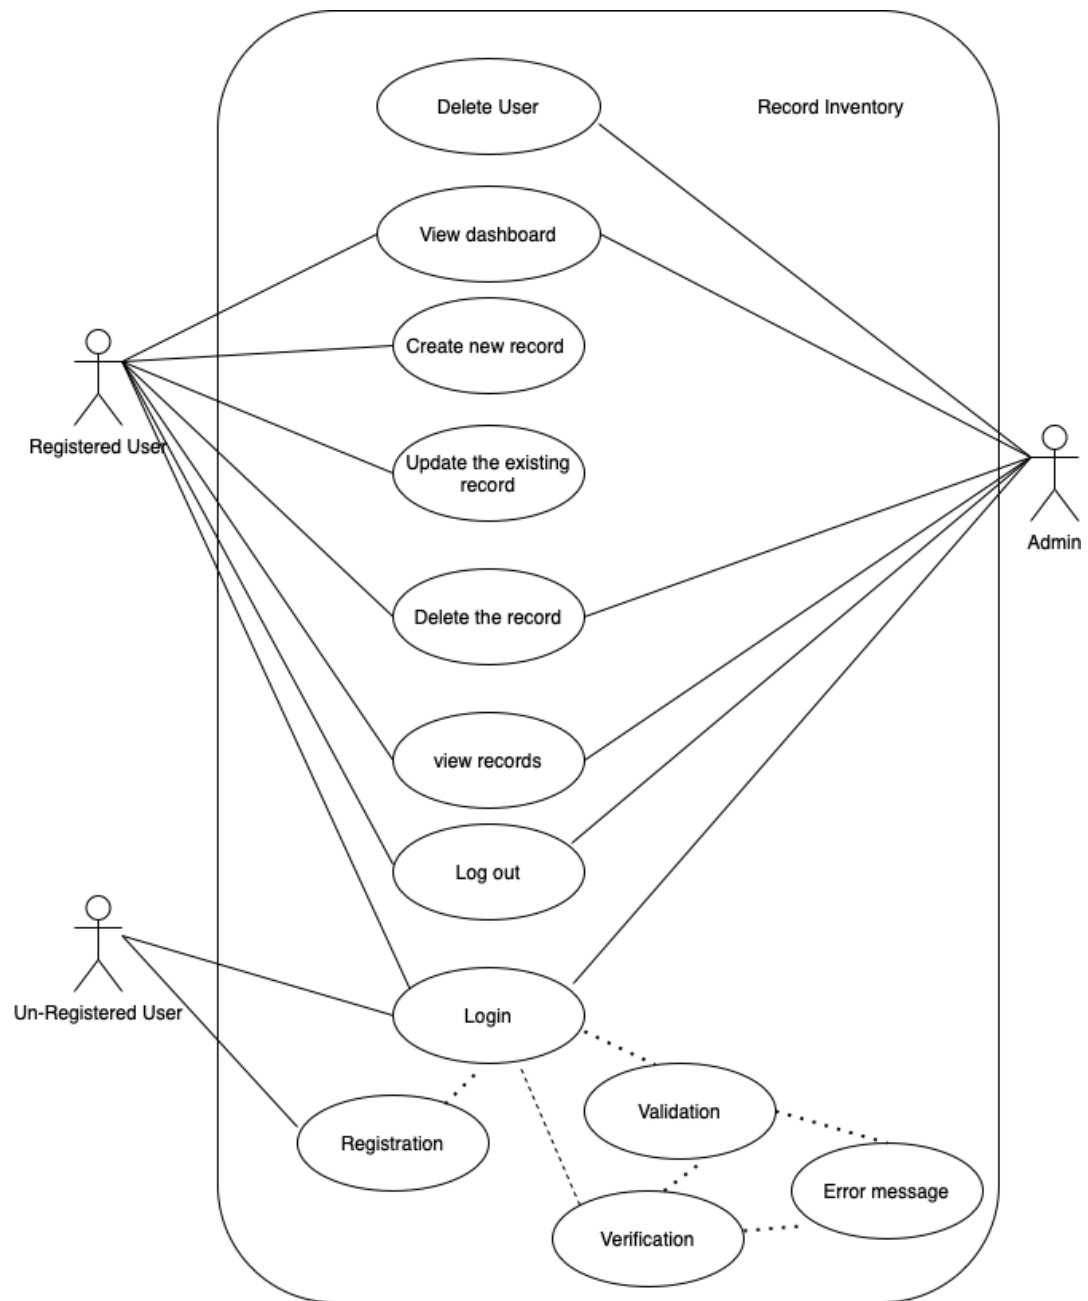 Delete User
Record Inventory
View dashboard
Create new record
Registered User
Update the existing
record
Admin
Delete the record
view records
Log out
Un-Registered User
Login
Validation
Registration
Error message
Verification